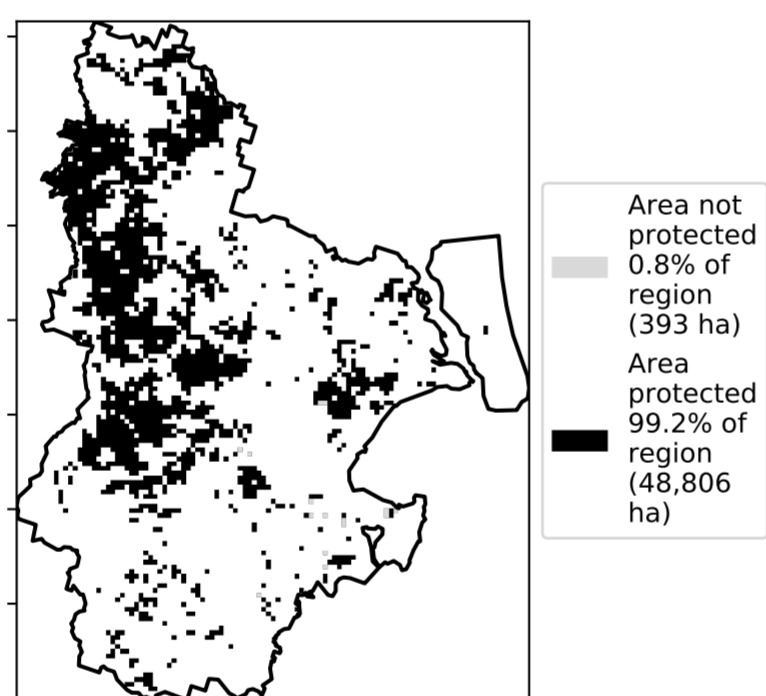 Area not
protected
0.8% of
region
(393 ha)
Area
protected
99.2% of
region
(48,806
ha)